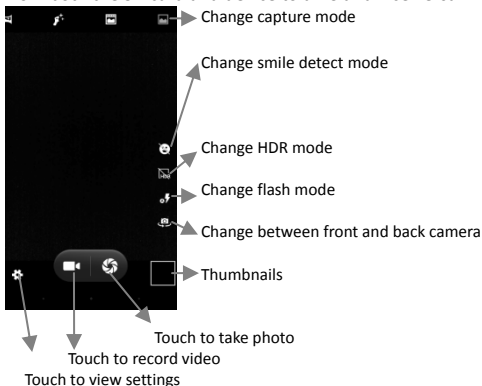 Change capture mode
Change smile detect mode
Change HDR mode
Change flash mode
Change between front and back camera
Thumbnails
Touch to take photo
Touch to record video
Touch to view settings